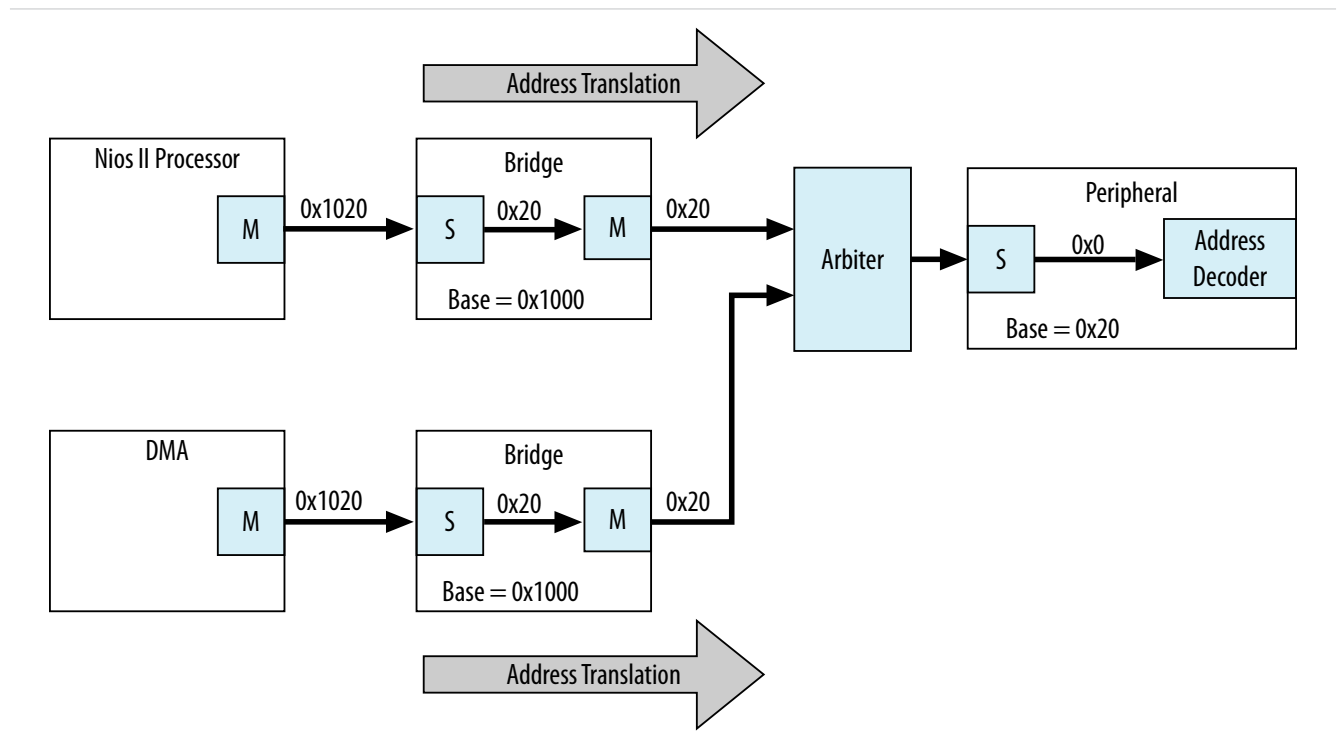 Address Translation
Nios II Processor
M
0x1020
Bridge
S
0x20
M
Base = 0x1000
0x20
Arbiter
Peripheral
S
0x0
Address
Decoder
Base = 0x20
DMA
M
0x1020
Bridge
S
0x20
M
Base = 0x1000
0x20
Address Translation